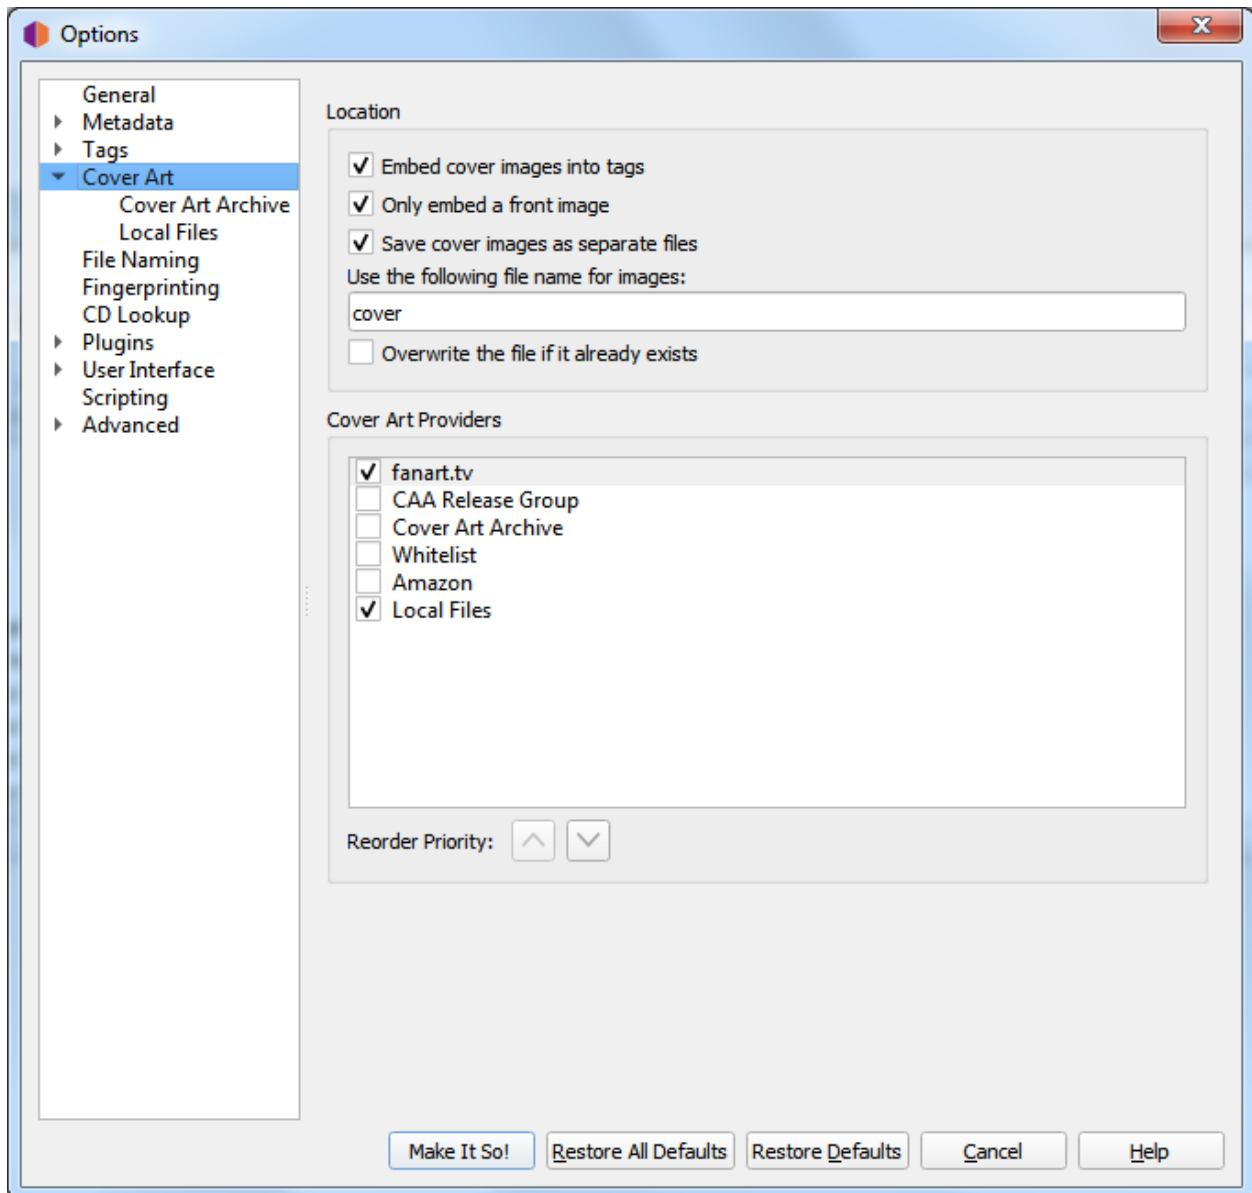 Options
General
Metadata
Tags
Cover Art
Cover Art Archive
Local Files
File Naming
Fingerprinting
CD Lookup
Plugins
User Interface
Scripting
Advanced
Location
Embed cover images into tags
Only embed a front image
Save cover images as separate files
Use the following file name for images:
cover
Overwrite the file if it already exists
Cover Art Providers
fanart.tv
CAA Release Group
Cover Art Archive
Whitelist
Amazon
Local Files
Reorder Priority:
Make It So! Restore All Defaults Restore Defaults Cancel Help